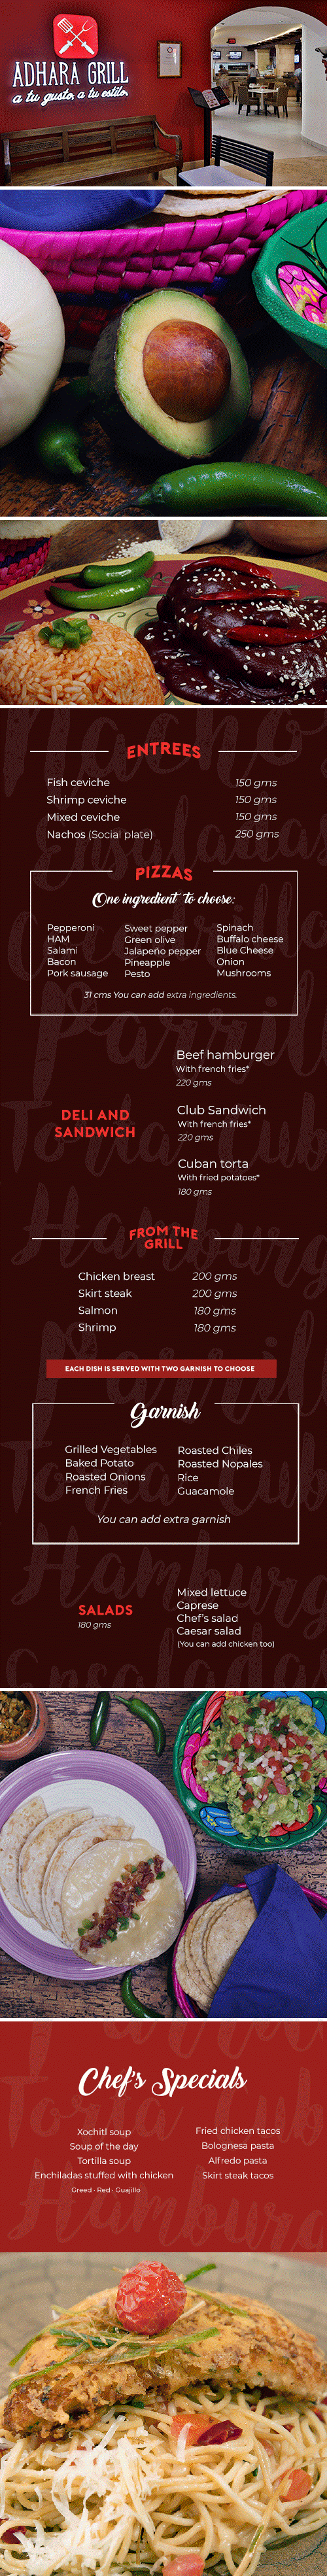 ADHARA GRILL
a tu gusto, a tu estilo
ENTREES
Fish ceviche 150 gms
Shrimp ceviche 150 gms
Mixed ceviche 150 gms
Nachos (Social plate) 250 gms
PIZZAS
One ingredient to choose:
Pepperoni Sweet pepper Spinach
HAM Green olive Buffalo cheese
Salami Jalapeño pepper Blue Cheese
Bacon Pineapple Onion
Pork sausage Pesto Mushrooms
31 cms You can add extra ingredients.
DELI AND
SANDWICH
Beef hamburger
With french fries*
220 gms
Club Sandwich
With french fries*
220 gms
Cuban torta
With fried potatoes*
180 gms
FROM THE
GRILL
Chicken breast 200 gms
Skirt steak 200 gms
Salmon 180 gms
Shrimp 180 gms
EACH DISH IS SERVED WITH TWO GARNISH TO CHOOSE
Garnish
Grilled Vegetables Roasted Chiles
Baked Potato Roasted Nopales
Roasted Onions Rice
French Fries Guacamole
You can add extra garnish
SALADS
180 gms
Mixed lettuce
Caprese
Chef's salad
Caesar salad
(You can add chicken too)
Chef's Specials
Xochitl soup
Soup of the day
Tortilla soup
Enchiladas stuffed with chicken
Greed · Red · Guajillo
Fried chicken tacos
Bolognesa pasta
Alfredo pasta
Skirt steak tacos